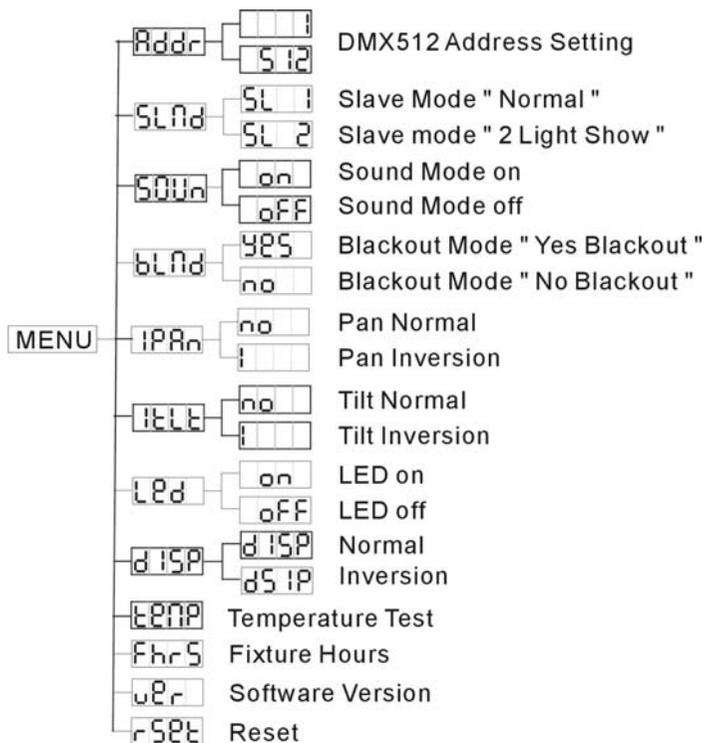 Addr 1 DMX512 Address Setting
512
SLMd SL 1 Slave Mode " Normal "
SL 2 Slave mode " 2 Light Show "
SOUn on Sound Mode on
oFF Sound Mode off
bLMd YeS Blackout Mode " Yes Blackout "
no Blackout Mode " No Blackout "
MENU
IPAn no Pan Normal
I Pan Inversion
ItLt no Tilt Normal
I Tilt Inversion
Led on LED on
oFF LED off
dISP dISP Normal
dSIP Inversion
teMP Temperature Test
FhrS Fixture Hours
ver Software Version
rSet Reset